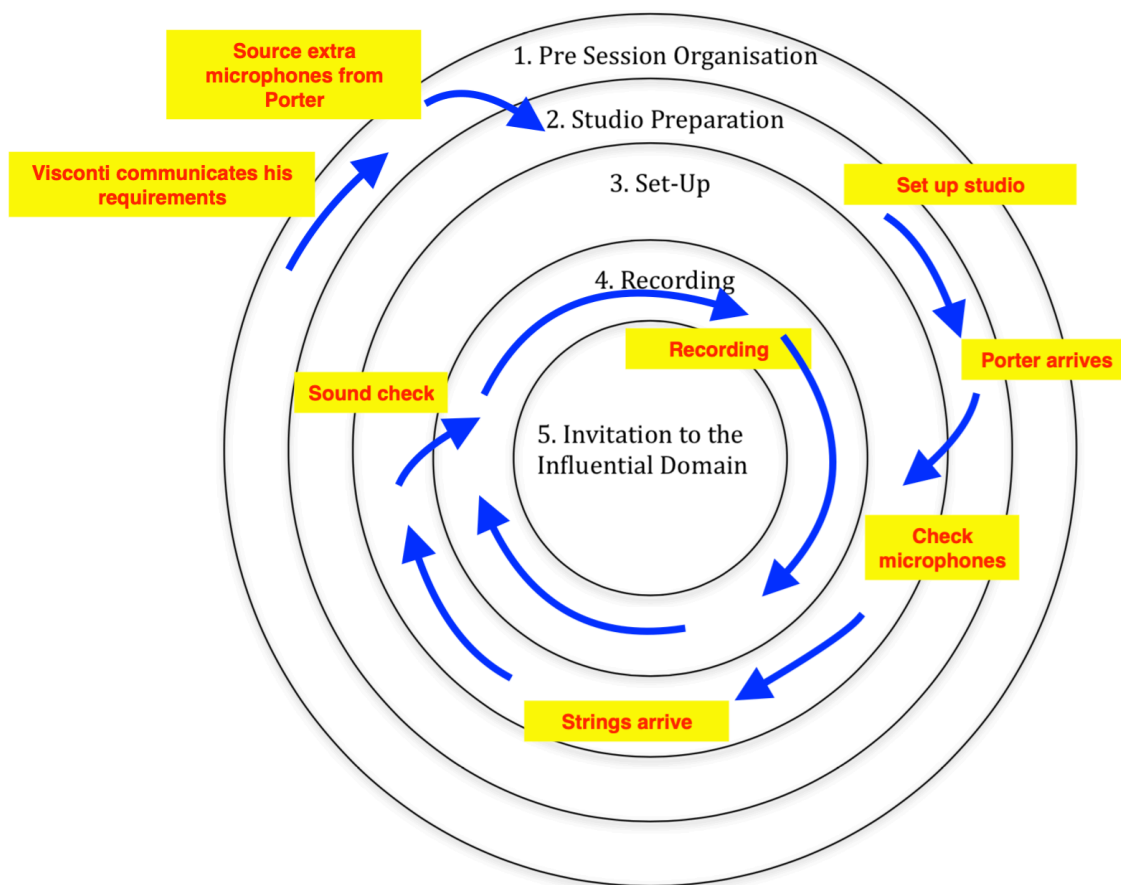 Source extra
microphones from
Porter
1. Pre Session Organisation
2. Studio Preparation
Visconti communicates his
requirements
3. Set-Up
Set up studio
4. Recording
Recording
Porter arrives
Sound check
5. Invitation to the
Influential Domain
Check
microphones
Strings arrive